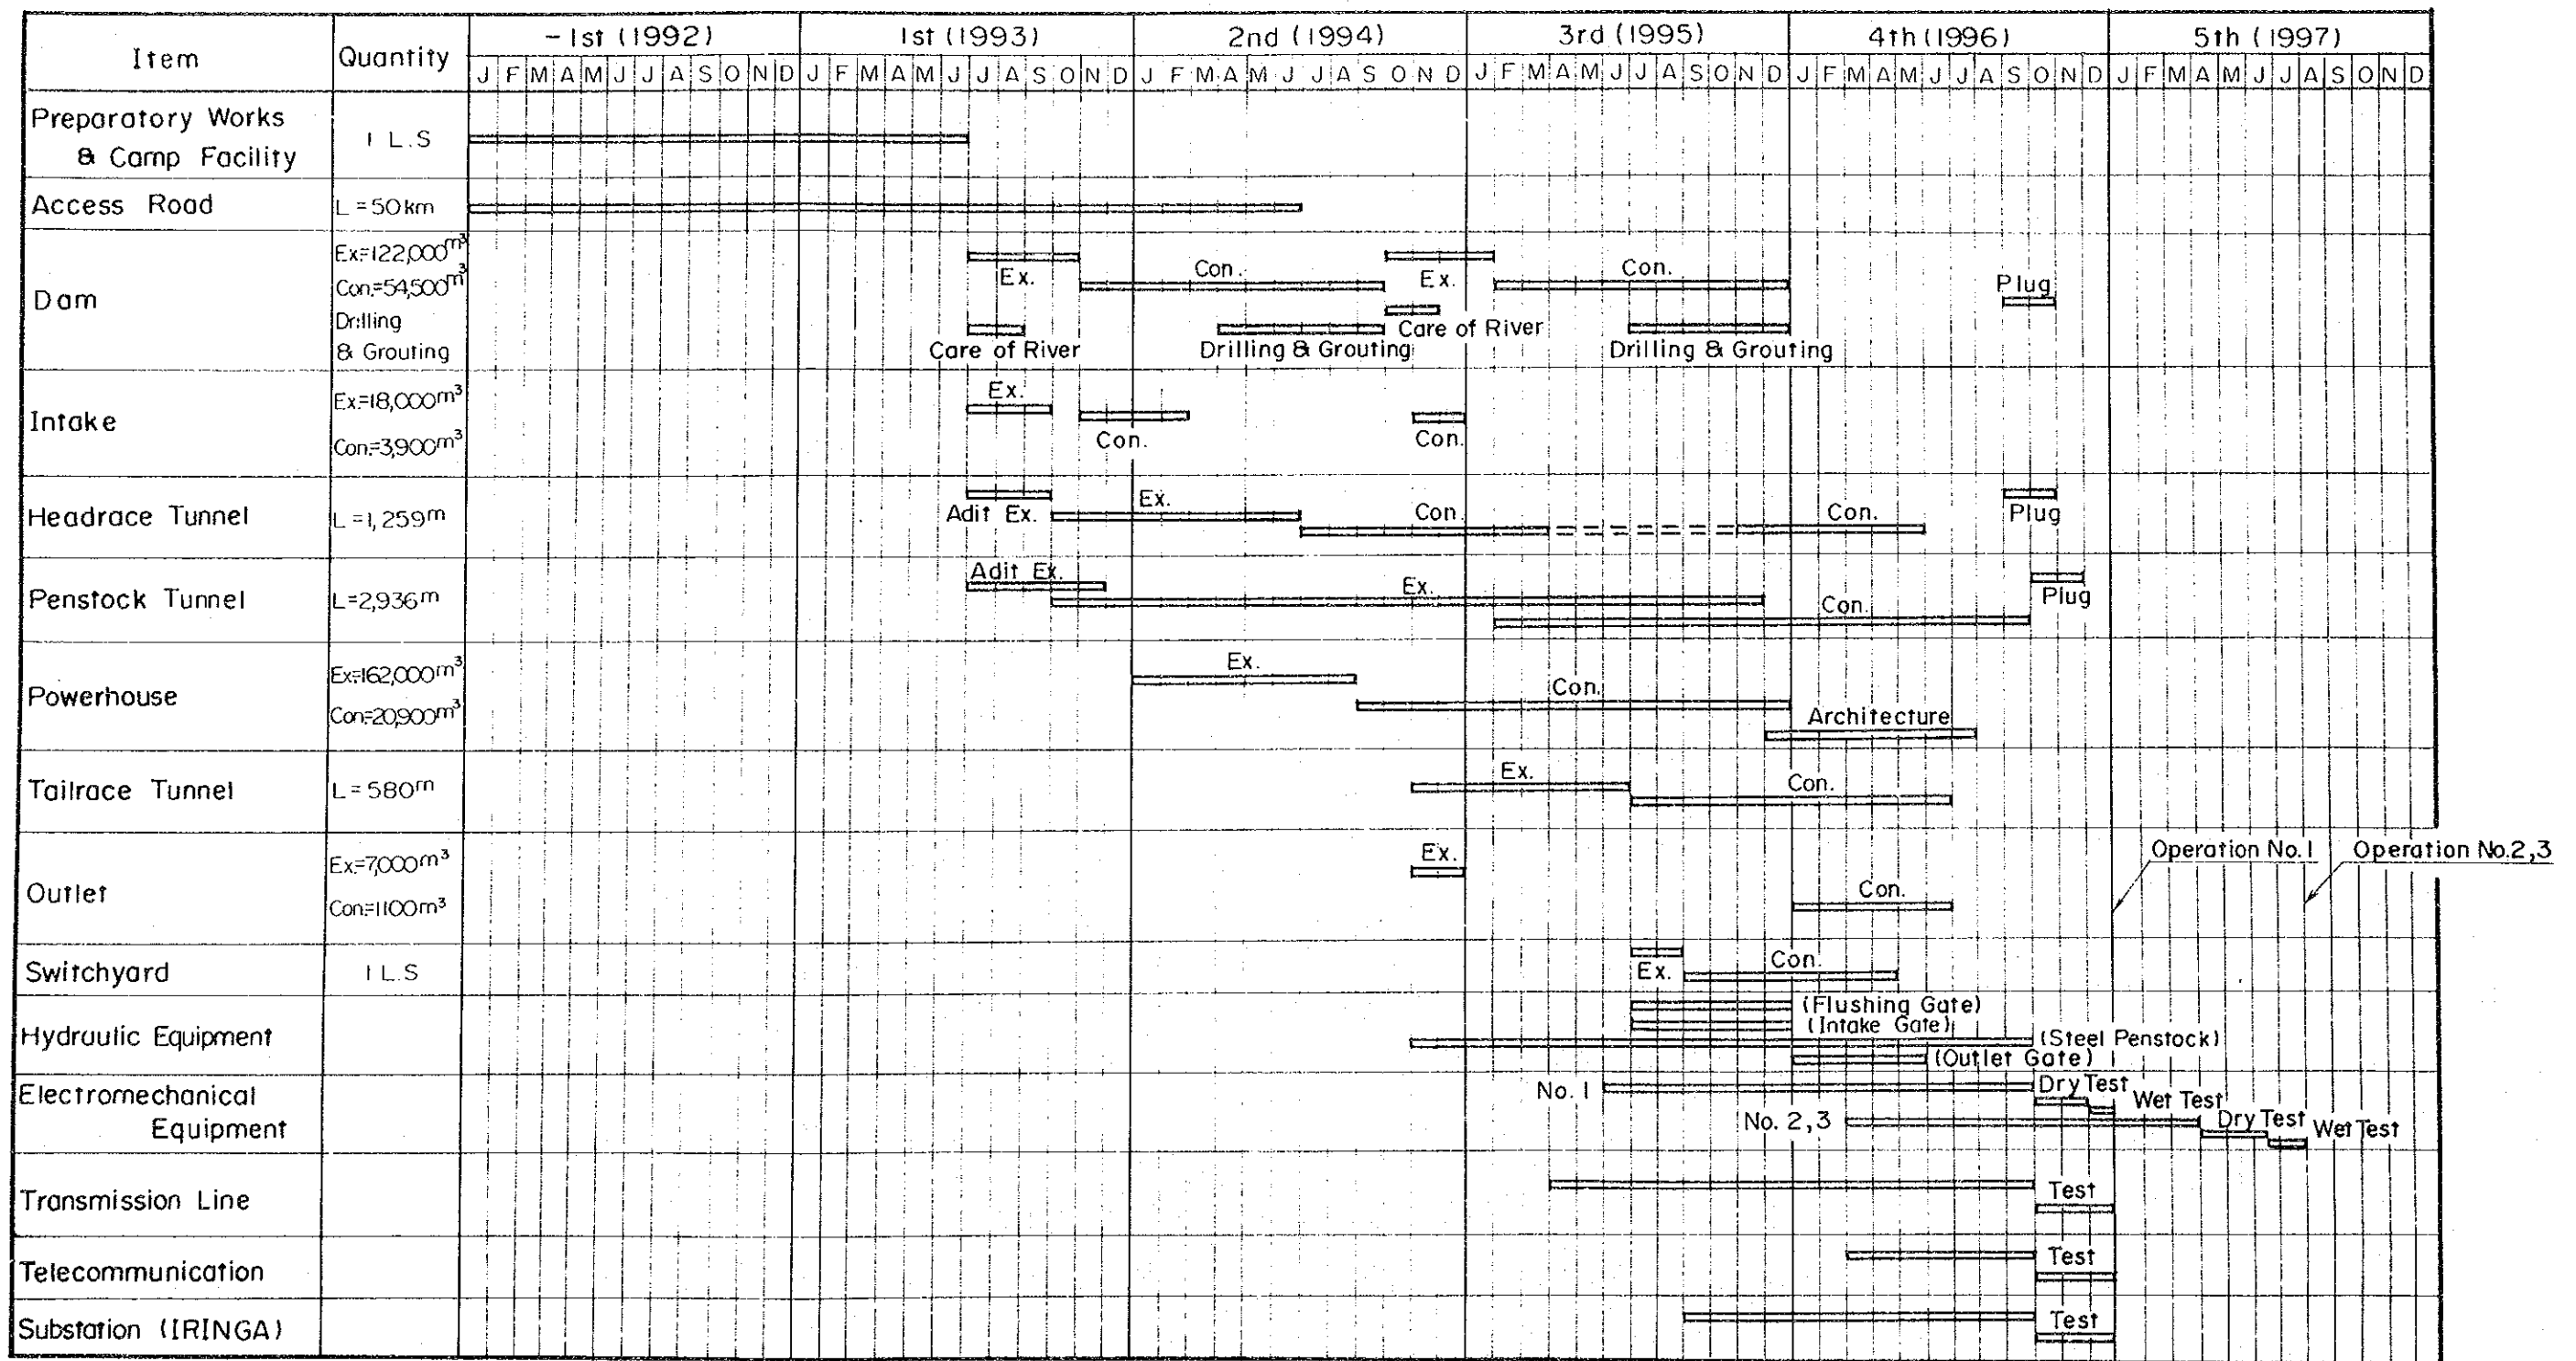 Item Quantity -1st (1992) 1st (1993) 2nd (1994) 3rd (1995) 4th (1996) 5th (1997)
J F M A M J J A S O N D J F M A M J J A S O N D J F M A M J J A S O N D J F M A M J J A S O N D J F M A M J J A S O N D J F M A M J J A S O N D
Preparatory Works
& Camp Facility
1 L.S
Access Road
L = 50 km
Dam
Ex=122,000m³
Con=54,500m³
Drilling
& Grouting
Ex. Con. Ex. Con. Plug
Care of River
Care of River Drilling & Grouting Drilling & Grouting
Intake
Ex=18,000m³
Con=3,900m³
Ex.
Con. Con.
Headrace Tunnel
L = 1,259m
Adit Ex. Ex. Con. Con. Plug
Penstock Tunnel
L=2,936m
Adit Ex. Ex. Con. Plug
Powerhouse
Ex=162,000m³
Con=20,900m³
Ex. Con. Architecture
Tailrace Tunnel
L = 580m
Ex. Con.
Outlet
Ex=7,000m³
Con=1100m³
Ex. Con.
Operation No.1 Operation No.2,3
Switchyard
1 L.S
Ex. Con.
Hydraulic Equipment
(Flushing Gate)
(Intake Gate)
(Steel Penstock)
(Outlet Gate)
Electromechanical
Equipment
No. 1 Dry Test Wet Test
No. 2,3 Dry Test Wet Test
Transmission Line
Test
Telecommunication
Test
Substation (IRINGA)
Test